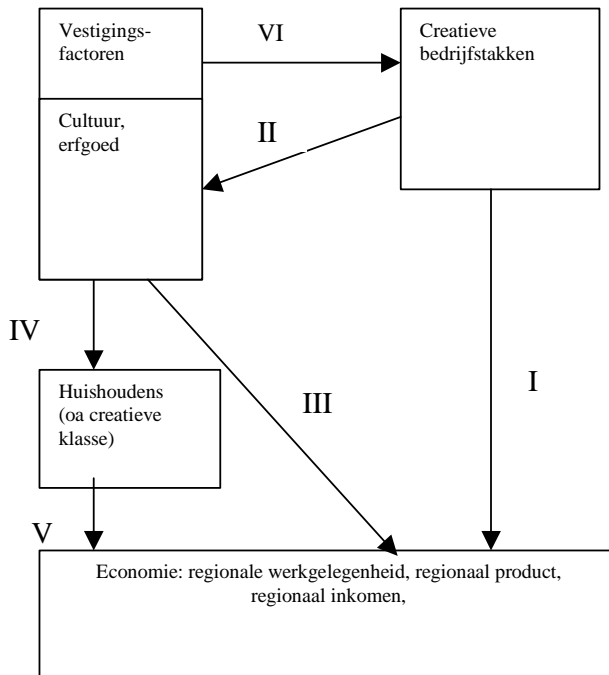 Vestigings-
factoren
VI
Creatieve
bedrijfstakken
Cultuur,
erfgoed
II
IV
Huishoudens
(oa creatieve
klasse)
III
I
V
Economie: regionale werkgelegenheid, regionaal product,
regionaal inkomen,